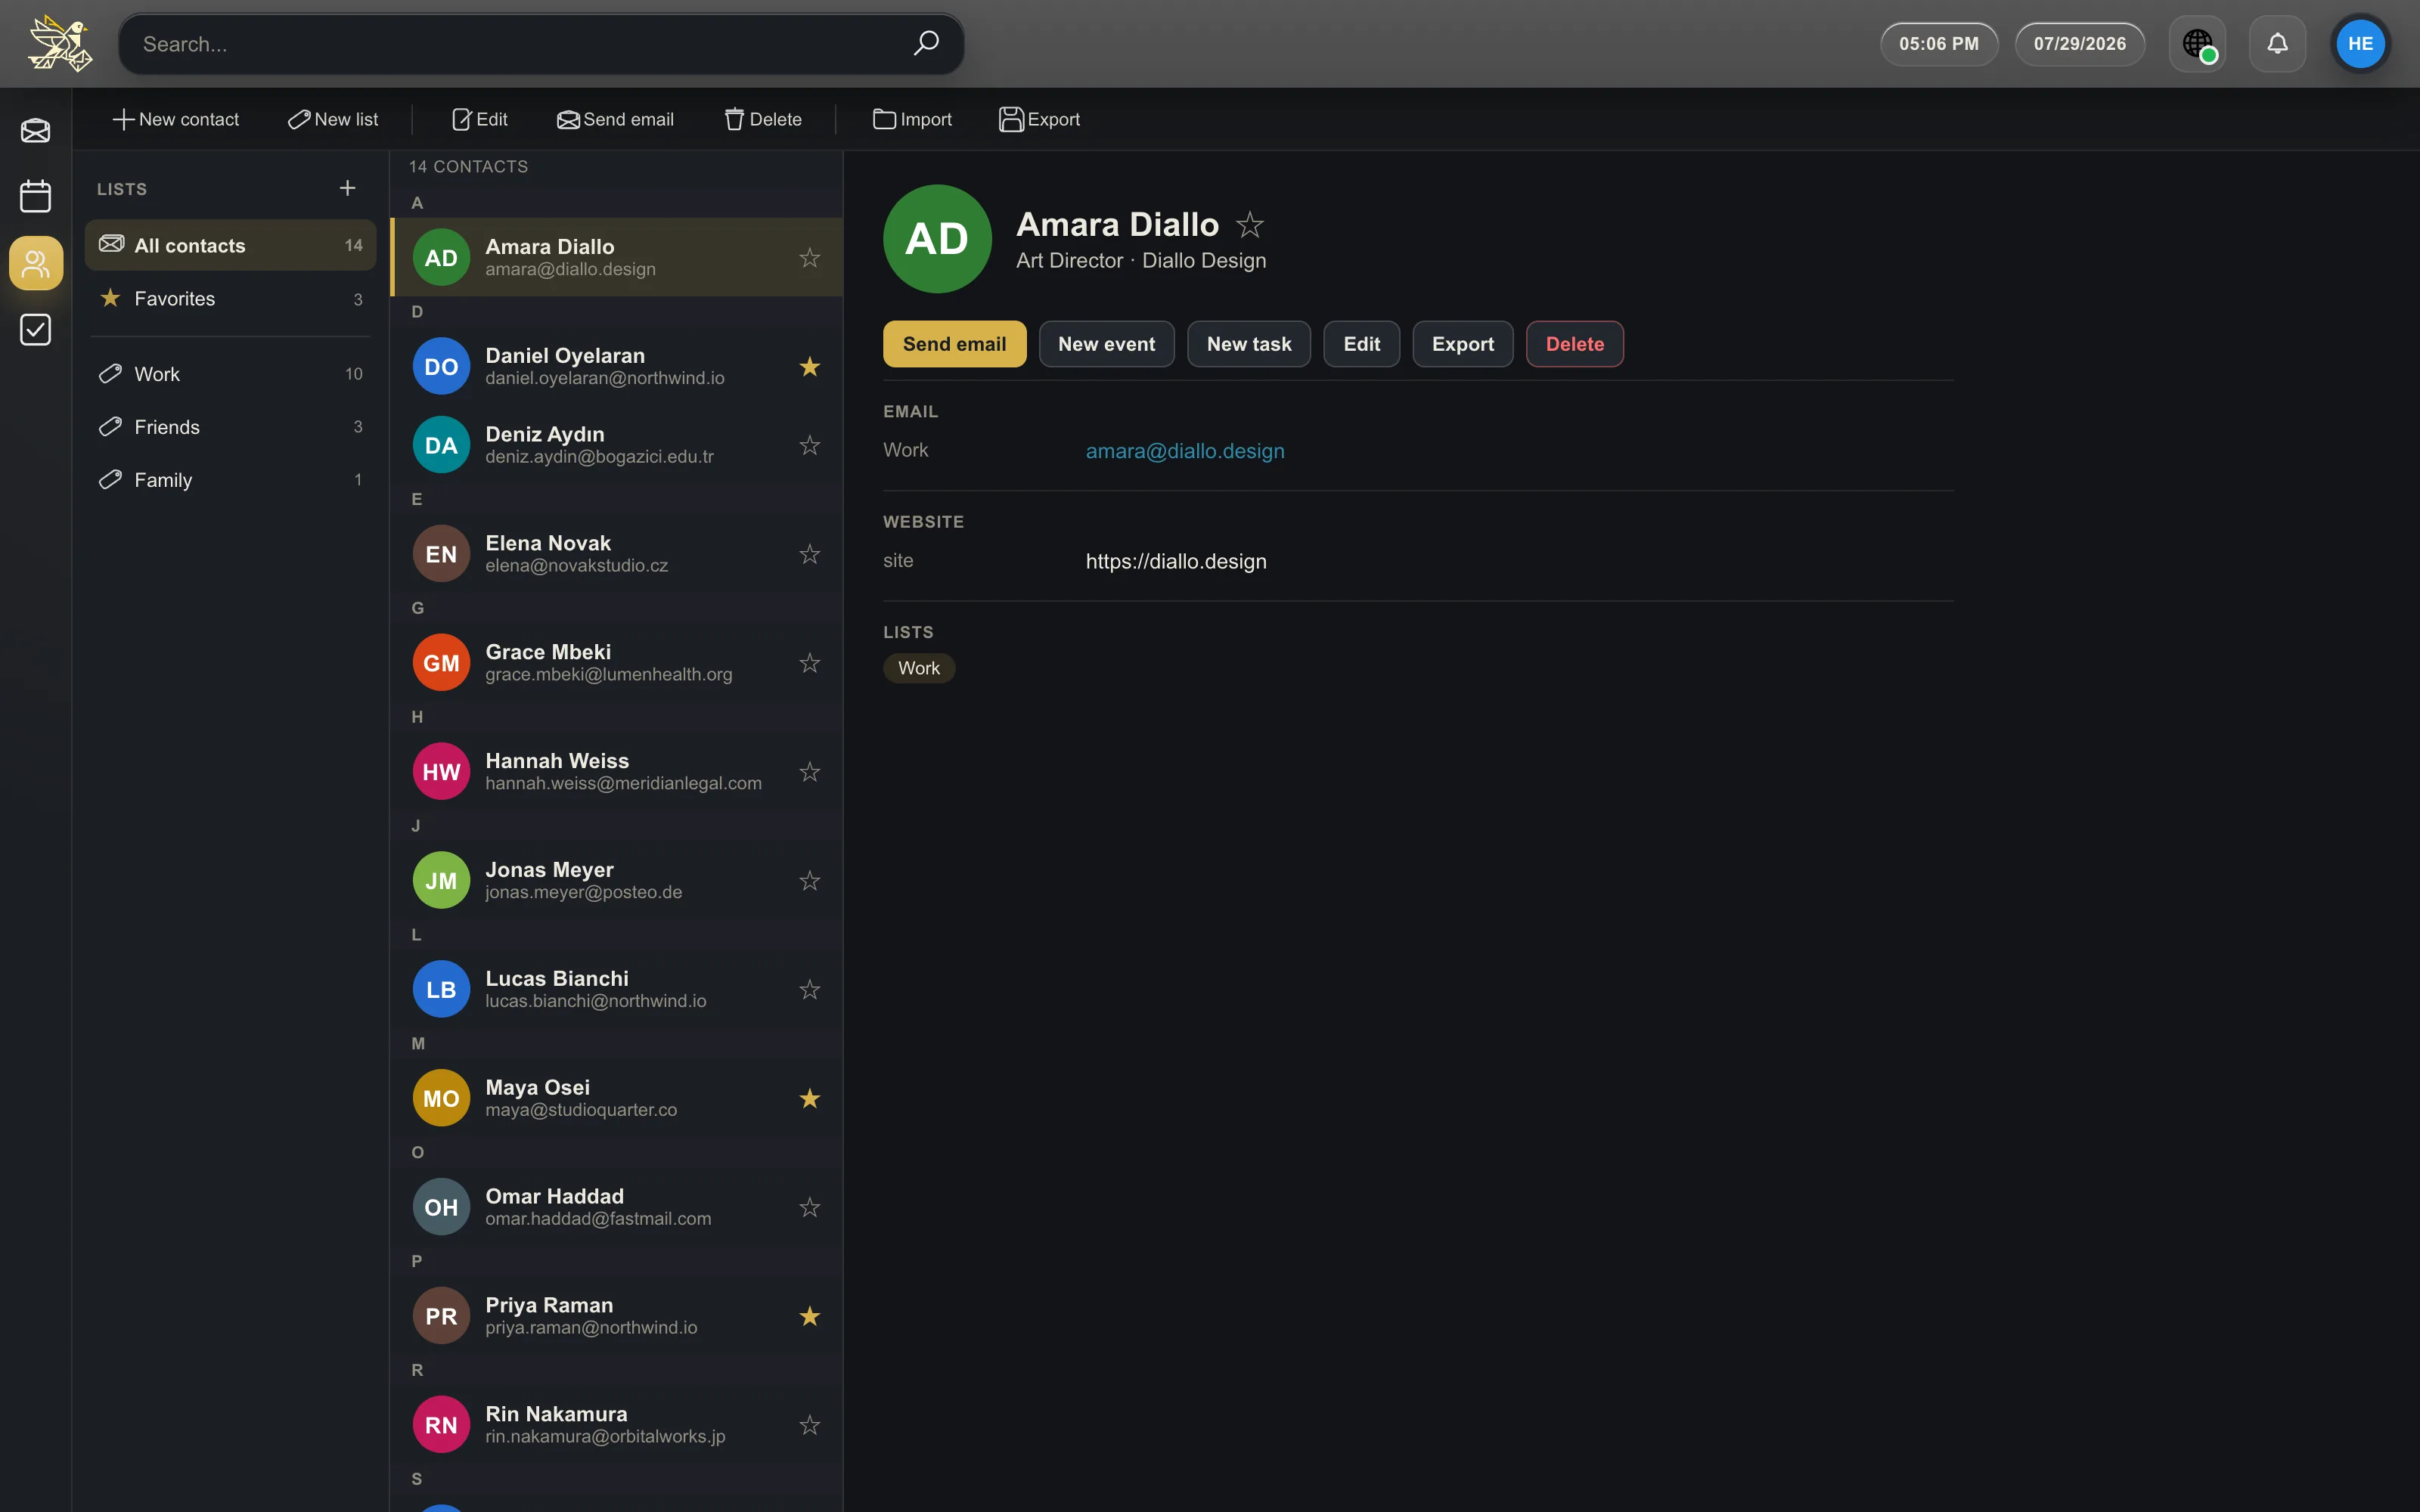 Search...
05:06 PM
07/29/2026
HE
New contact
New list
Edit
Send email
Delete
Import
Export
LISTS
All contacts 14
Favorites 3
Work 10
Friends 3
Family 1
14 CONTACTS
A
AD
Amara Diallo
amara@diallo.design
D
DO
Daniel Oyelaran
daniel.oyelaran@northwind.io
DA
Deniz Aydın
deniz.aydin@bogazici.edu.tr
E
EN
Elena Novak
elena@novakstudio.cz
G
GM
Grace Mbeki
grace.mbeki@lumenhealth.org
H
HW
Hannah Weiss
hannah.weiss@meridianlegal.com
J
JM
Jonas Meyer
jonas.meyer@posteo.de
L
LB
Lucas Bianchi
lucas.bianchi@northwind.io
M
MO
Maya Osei
maya@studioquarter.co
O
OH
Omar Haddad
omar.haddad@fastmail.com
P
PR
Priya Raman
priya.raman@northwind.io
R
RN
Rin Nakamura
rin.nakamura@orbitalworks.jp
S
AD
Amara Diallo
Art Director · Diallo Design
Send email
New event
New task
Edit
Export
Delete
EMAIL
Work amara@diallo.design
WEBSITE
site https://diallo.design
LISTS
Work